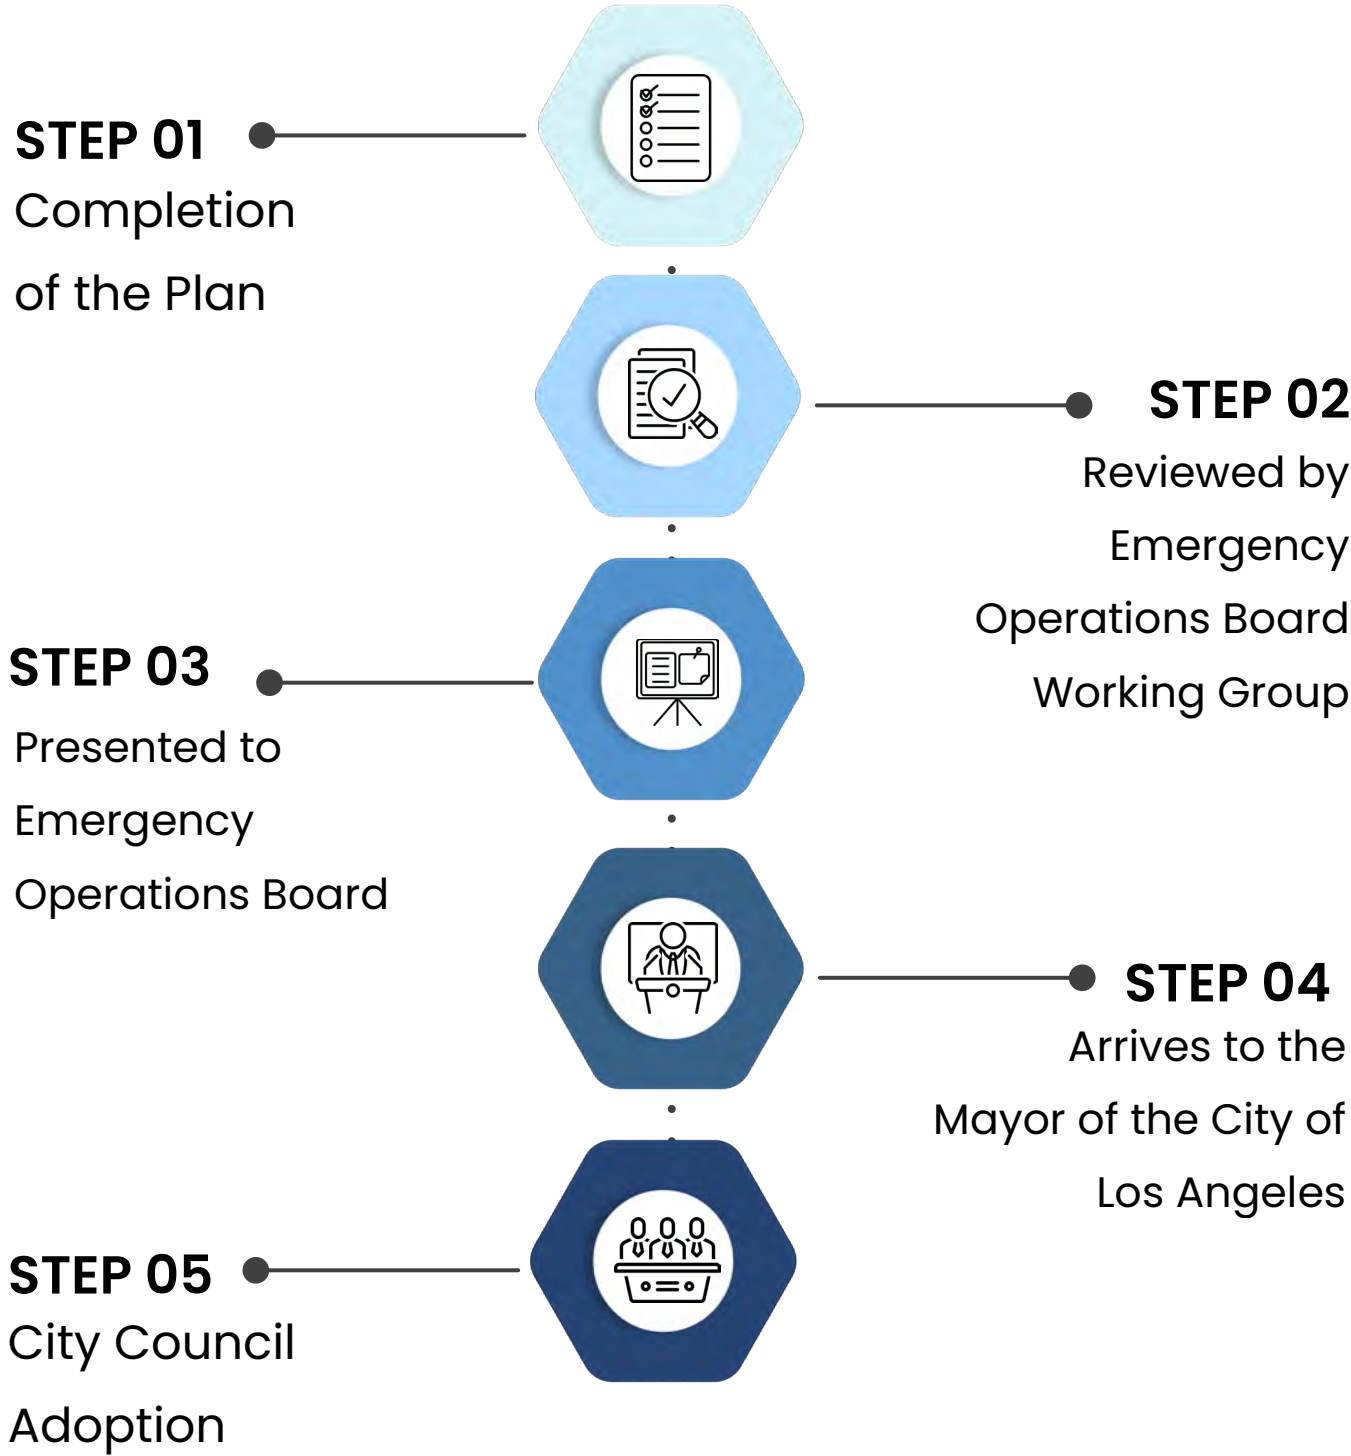 STEP 01
Completion
of the Plan
STEP 02
Reviewed by
Emergency
Operations Board
Working Group
STEP 03
Presented to
Emergency
Operations Board
STEP 04
Arrives to the
Mayor of the City of
Los Angeles
STEP 05
City Council
Adoption